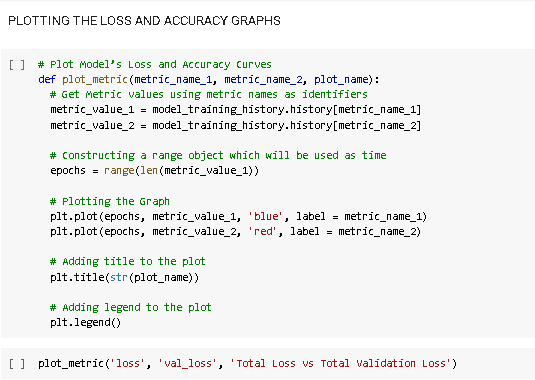 PLOTTING THE LOSS AND ACCURACY GRAPHS
[ ] # Plot Model's Loss and Accuracy Curves
def plot_metric(metric_name_1, metric_name_2, plot_name):
# Get Metric values using metric names as identifiers
metric_value_1 = model_training_history.history[metric_name_1]
metric_value_2 = model_training_history.history[metric_name_2]
# Constructing a range object which will be used as time
epochs = range(len(metric_value_1))
# Plotting the Graph
plt.plot(epochs, metric_value_1, 'blue', label = metric_name_1)
plt.plot(epochs, metric_value_2, 'red', label = metric_name_2)
# Adding title to the plot
plt.title(str(plot_name))
# Adding legend to the plot
plt.legend()
[ ] plot_metric('loss', 'val_loss', 'Total Loss vs Total Validation Loss')